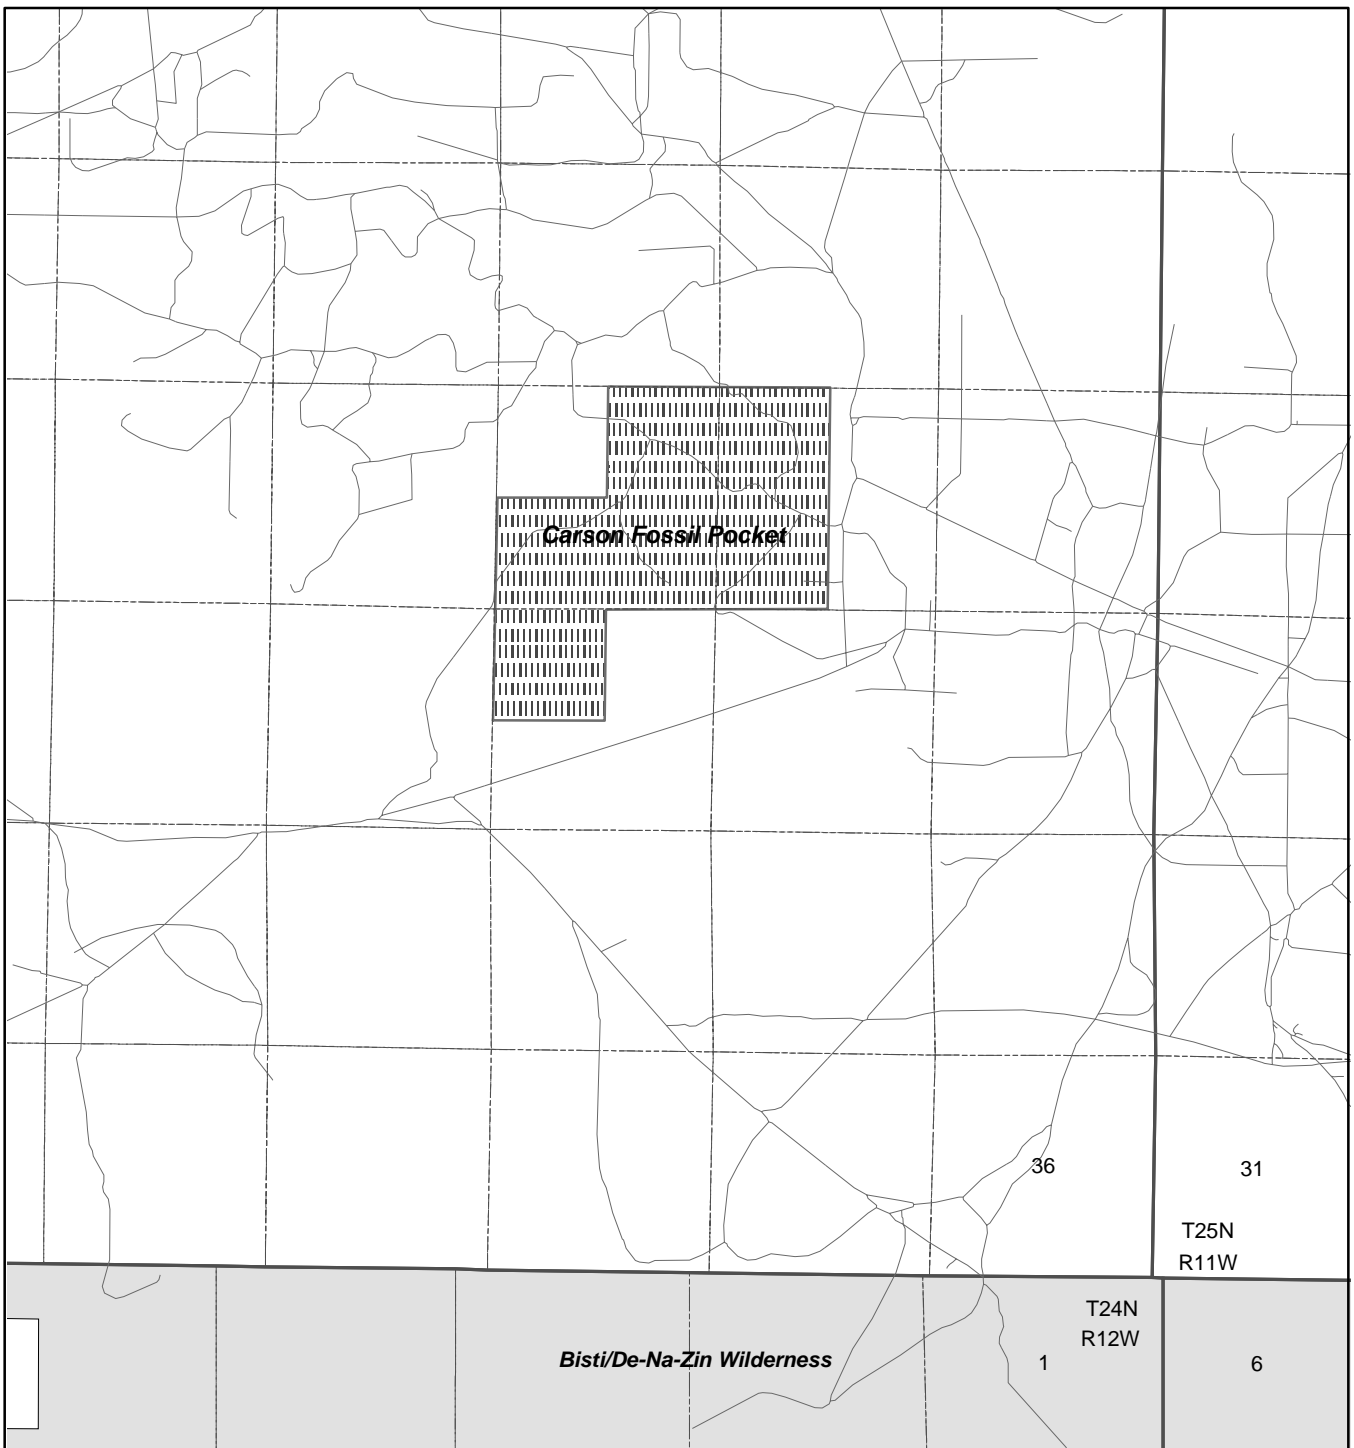 Carson Fossil Pocket
36
31
T25N
R11W
T24N
R12W
Bisti/De-Na-Zin Wilderness
1
6